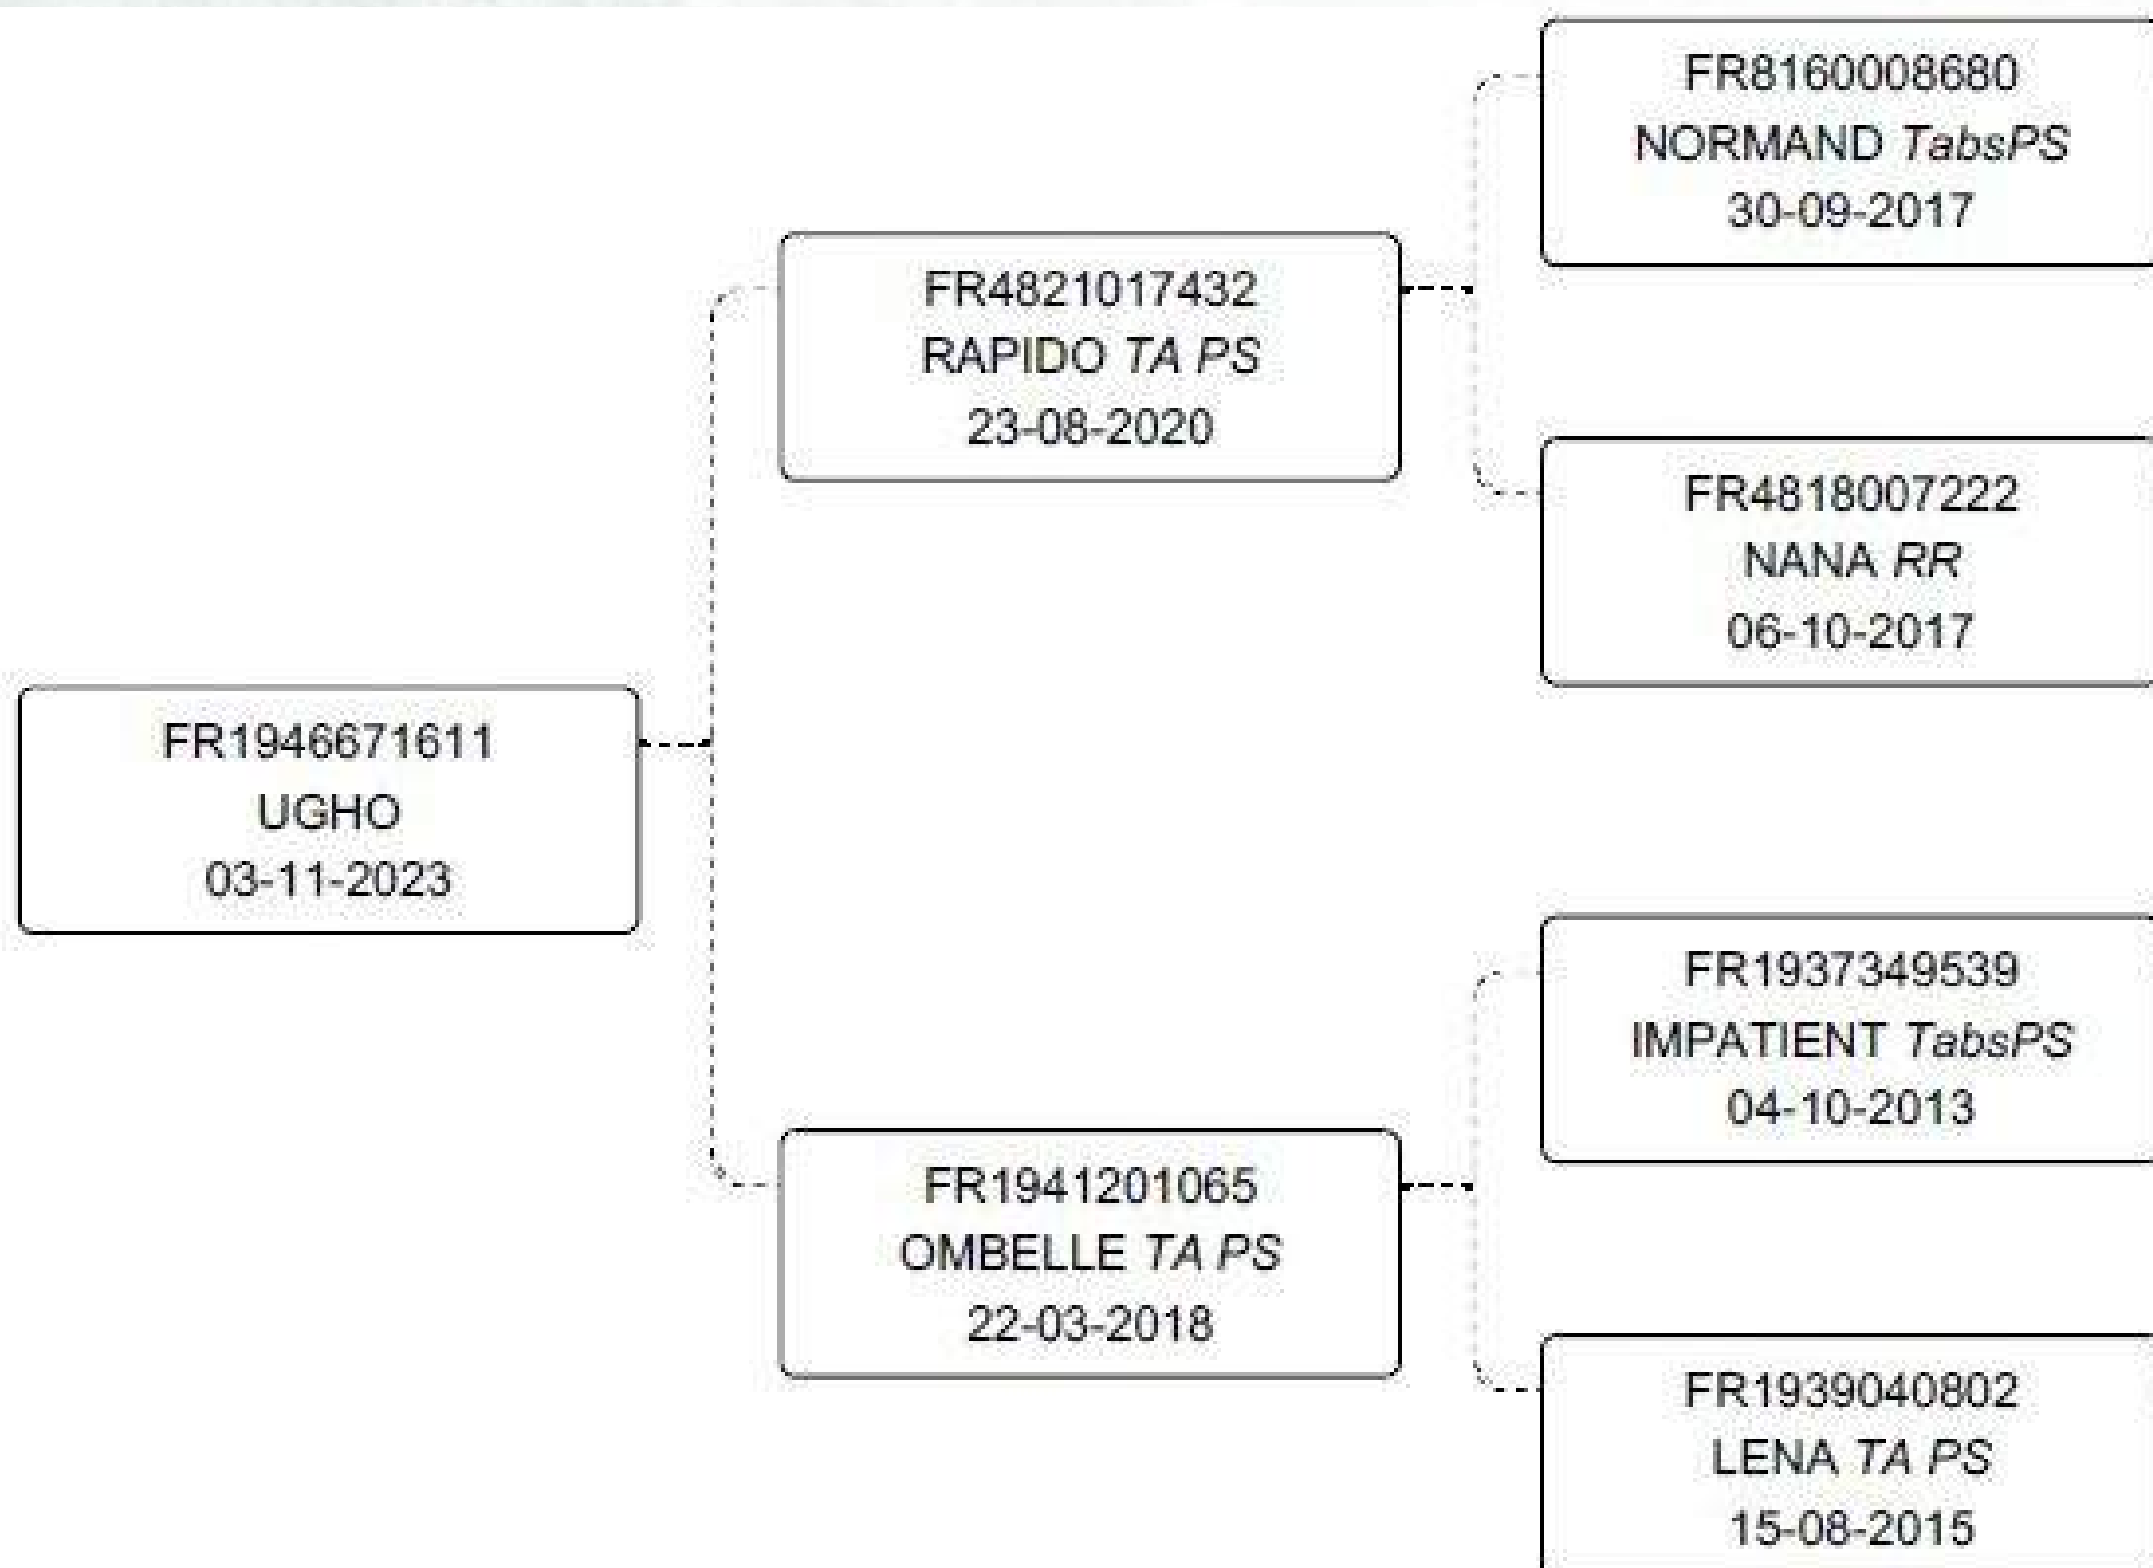 FR8160008680
NORMAND TabsPS
30-09-2017
FR4821017432
RAPIDO TA PS
23-08-2020
FR4818007222
NANA RR
06-10-2017
FR1946671611
UGHO
03-11-2023
FR1937349539
IMPATIENT TabsPS
04-10-2013
FR1941201065
OMBELLE TA PS
22-03-2018
FR1939040802
LENA TA PS
15-08-2015